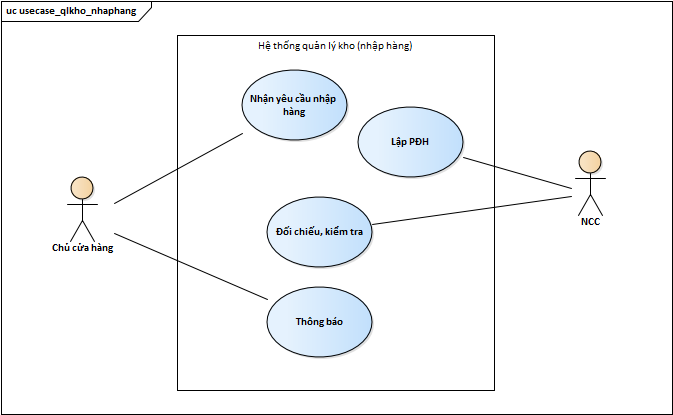 uc usecase_qlkho_nhaphang
Hệ thống quản lý kho (nhập hàng)
Nhận yêu cầu nhập
hàng
Lập PĐH
Chủ cửa hàng
NCC
Đối chiếu, kiểm tra
Thông báo